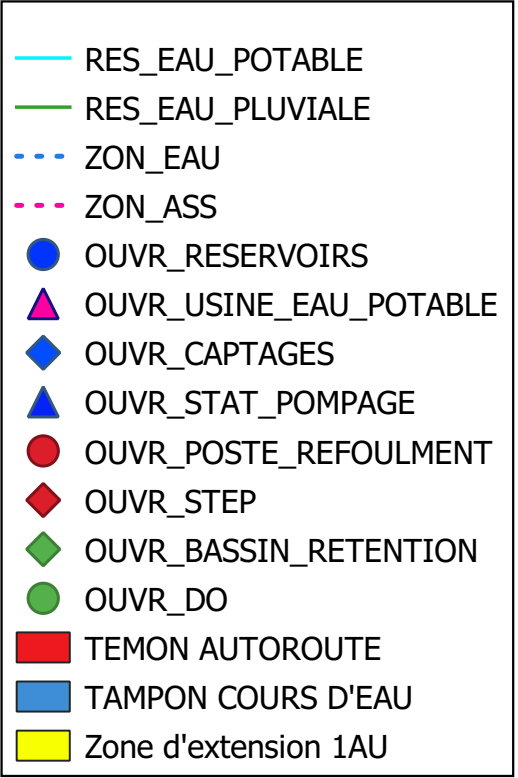 RES_EAU_POTABLE
RES_EAU_PLUVIALE
ZON_EAU
ZON_ASS
OUVR_RESERVOIRS
OUVR_USINE_EAU_POTABLE
OUVR_CAPTAGES
OUVR_STAT_POMPAGE
OUVR_POSTE_REFOULMENT
OUVR_STEP
OUVR_BASSIN_RETENTION
OUVR_DO
TEMON AUTOROUTE
TAMPON COURS D'EAU
Zone d'extension 1AU